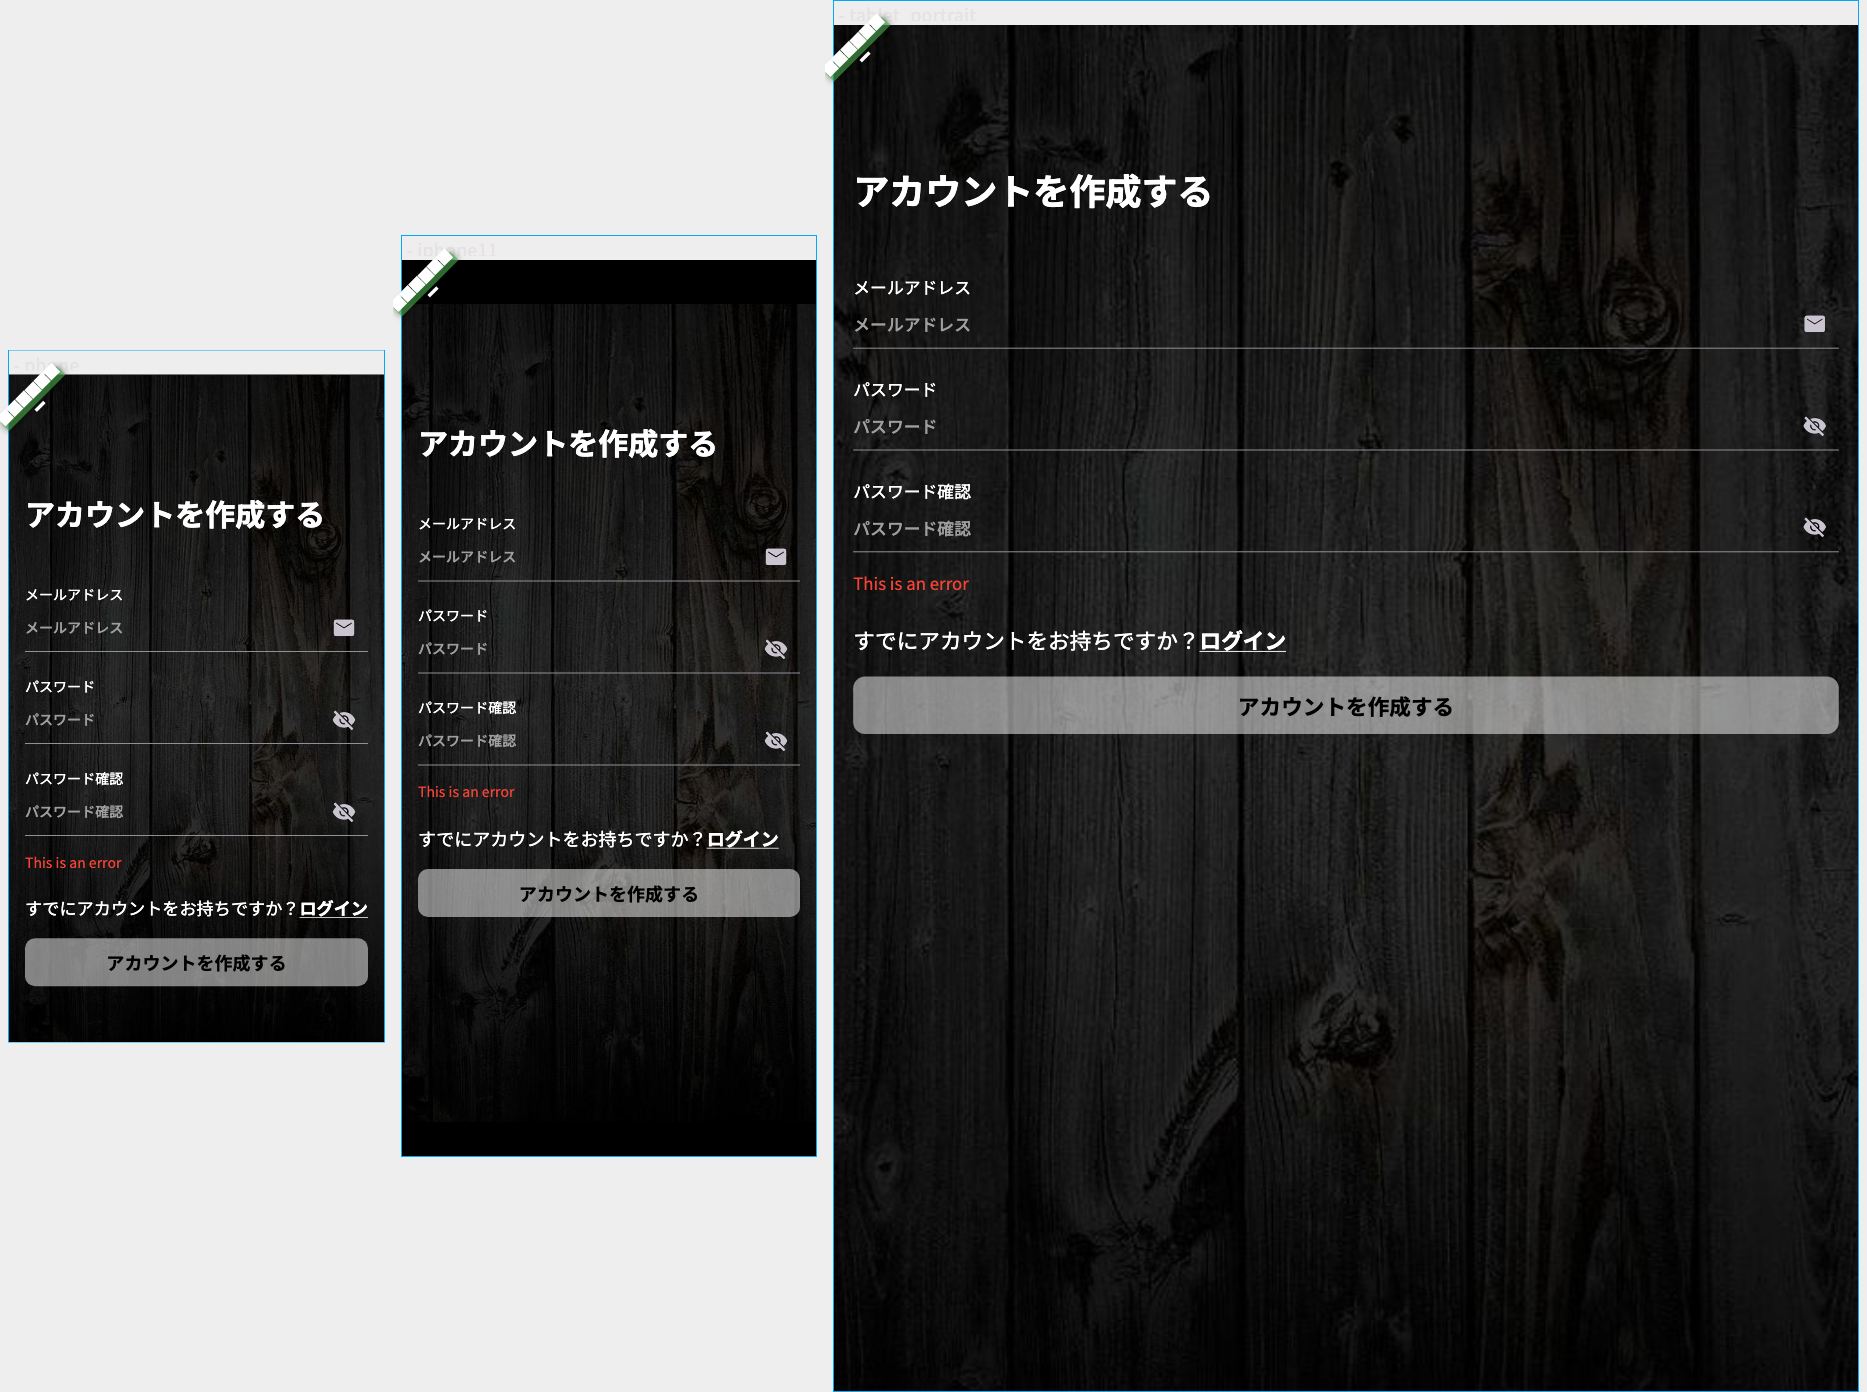 - phone
アカウントを作成する
メールアドレス
メールアドレス
パスワード
パスワード
パスワード確認
パスワード確認
This is an error
すでにアカウントをお持ちですか？ログイン
アカウントを作成する
- iphone11
アカウントを作成する
メールアドレス
メールアドレス
パスワード
パスワード
パスワード確認
パスワード確認
This is an error
すでにアカウントをお持ちですか？ログイン
アカウントを作成する
- tablet_portrait
アカウントを作成する
メールアドレス
メールアドレス
パスワード
パスワード
パスワード確認
パスワード確認
This is an error
すでにアカウントをお持ちですか？ログイン
アカウントを作成する